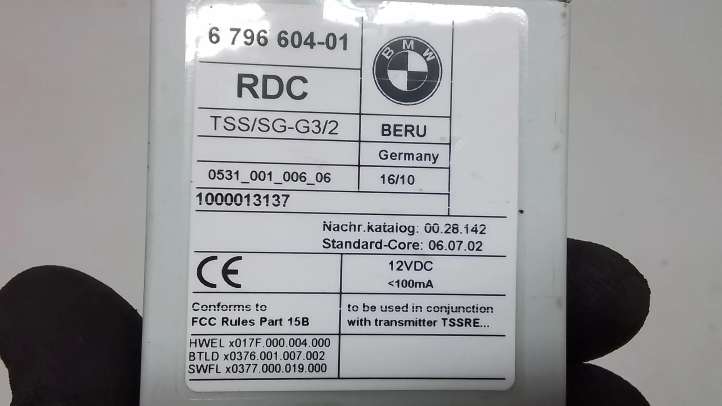 6 796 604-01
BMW
RDC
TSS/SG-G3/2
BERU
Germany
0531_001_006_06
16/10
1000013137
Nachr.katalog: 00.28.142
Standard-Core: 06.07.02
CE
12VDC
<100mA
Conforms to
FCC Rules Part 15B
to be used in conjunction
with transmitter TSSRE...
HWEL x017F.000.004.000
BTLD x0376.001.007.002
SWFL x0377.000.019.000